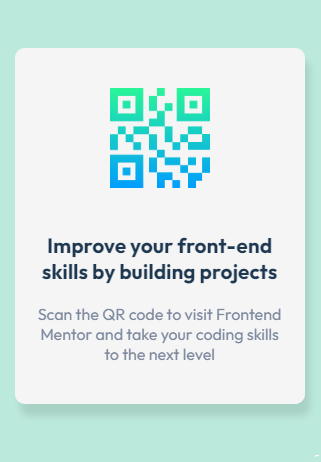 Improve your front-end
skills by building projects
Scan the QR code to visit Frontend
Mentor and take your coding skills
to the next level